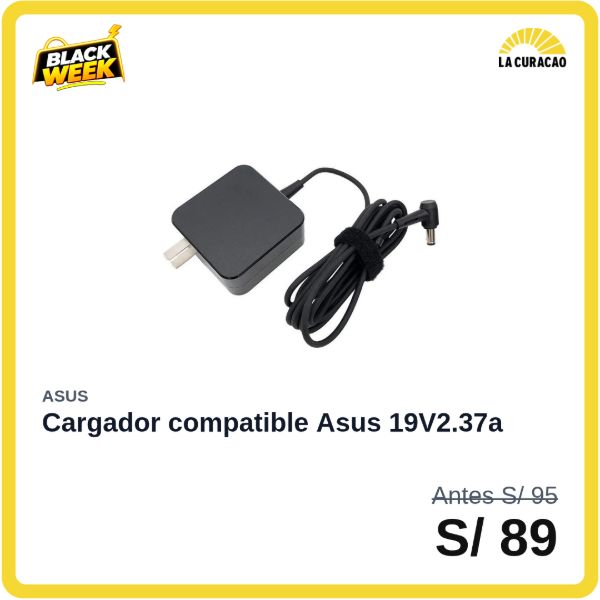 BLACK
WEEK
LA CURACAO
ASUS
Cargador compatible Asus 19V2.37a
Antes S/ 95
S/ 89